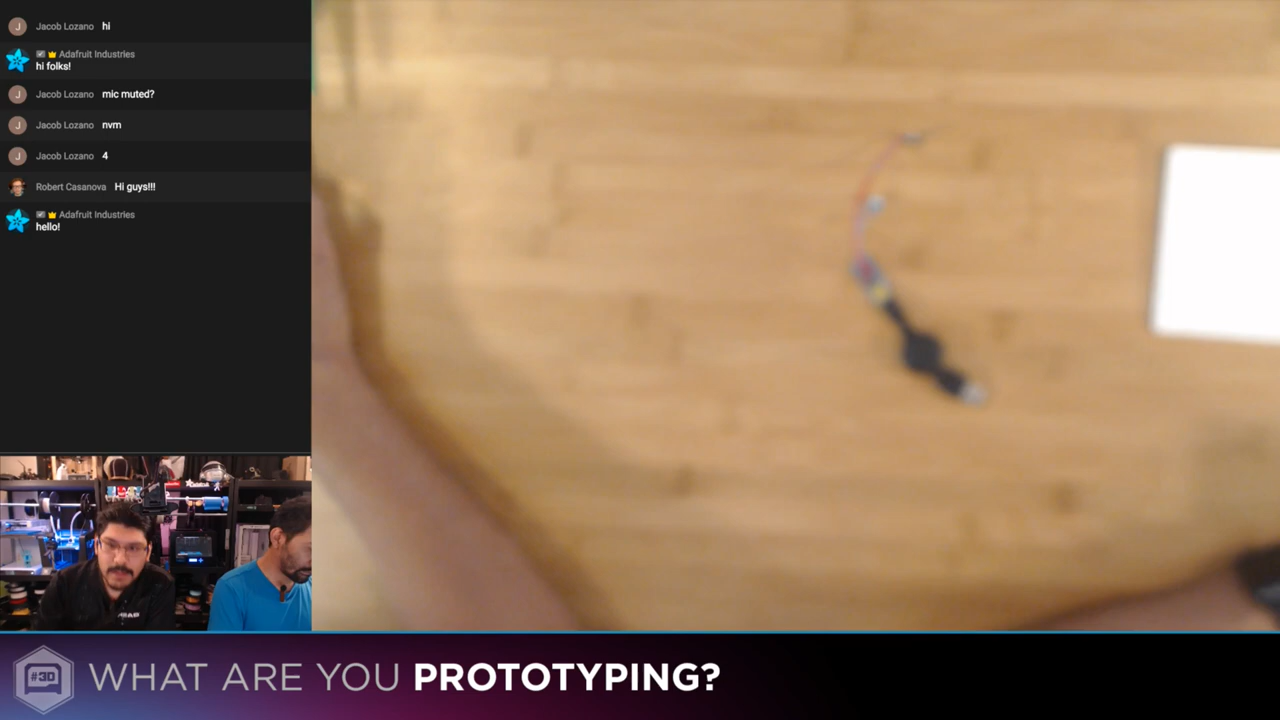 J Jacob Lozano hi
Adafruit Industries
hi folks!
J Jacob Lozano mic muted?
J Jacob Lozano nvm
J Jacob Lozano 4
Robert Casanova Hi guys!!!
Adafruit Industries
hello!
#3D WHAT ARE YOU PROTOTYPING?